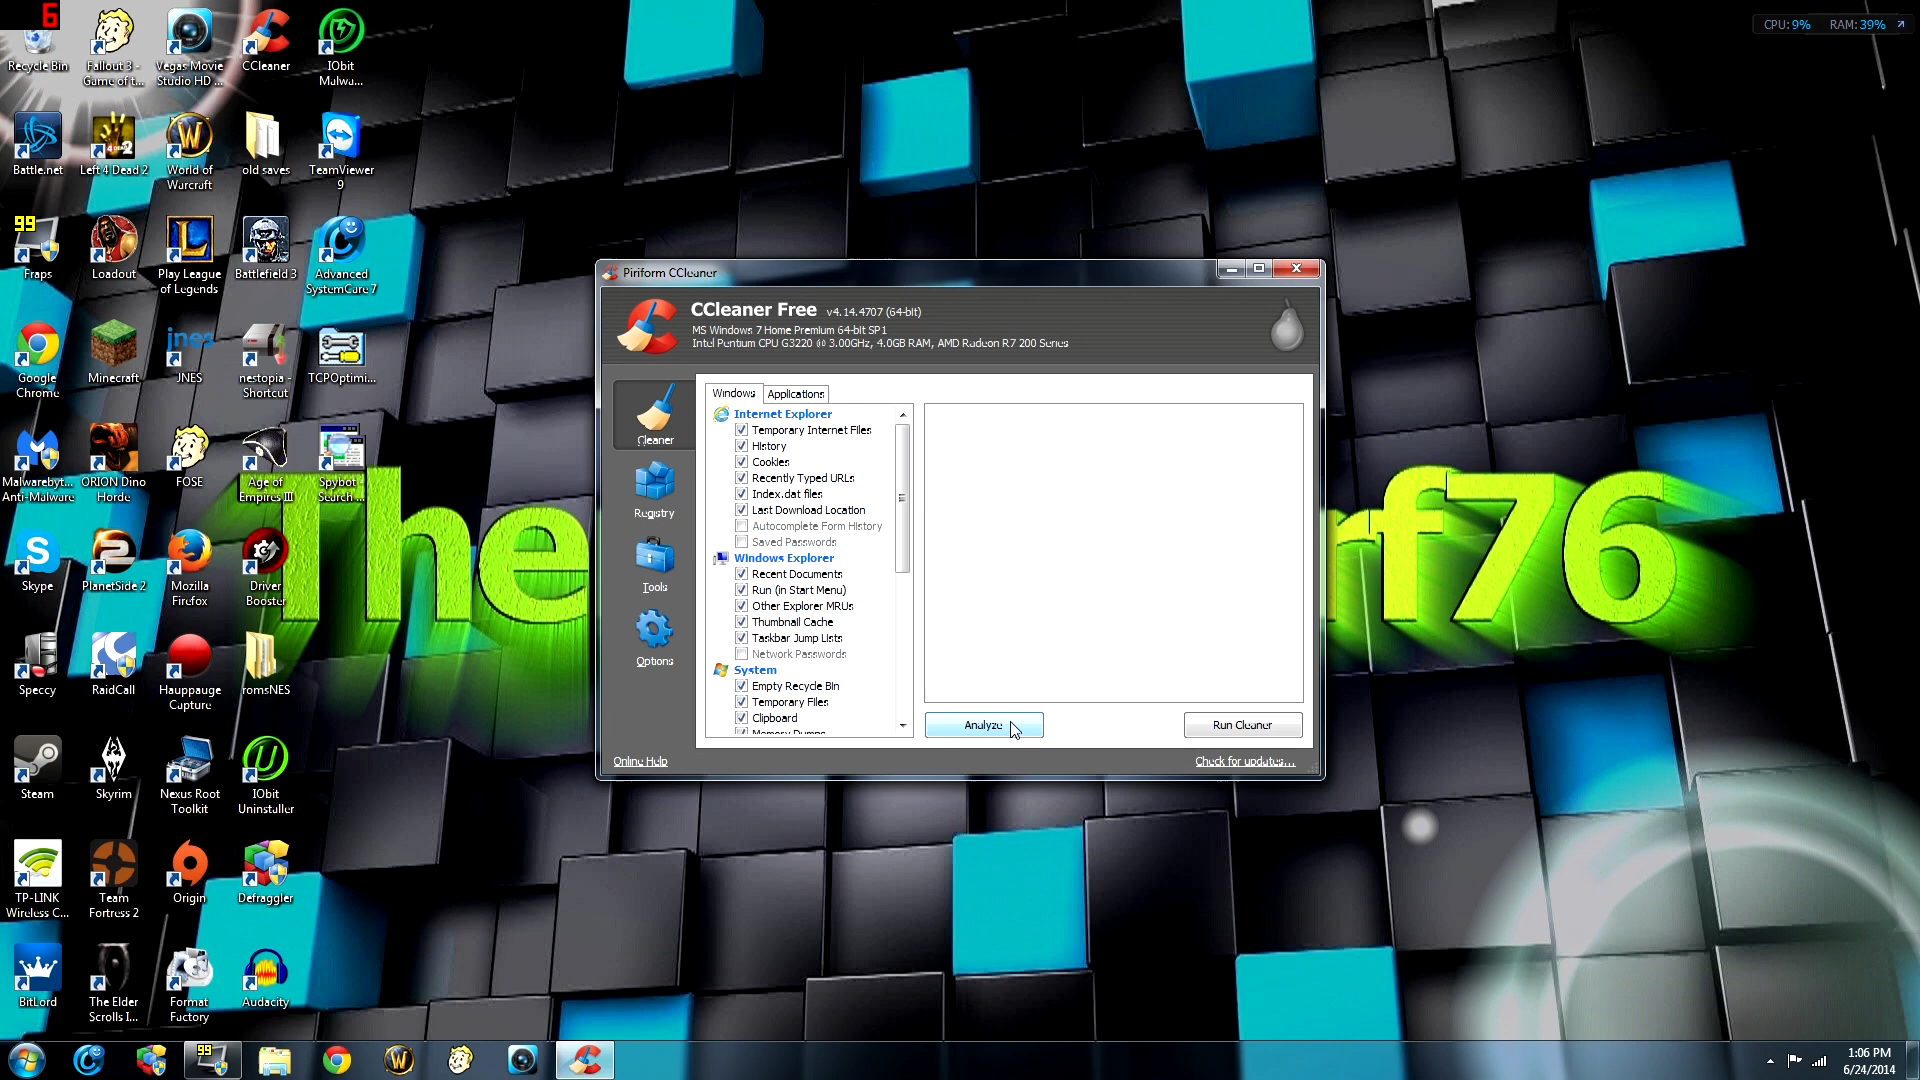 6
CPU: 9% RAM: 39%
Recycle Bin
Fallout 3 -
Game of t...
Vegas Movie
Studio HD ...
CCleaner
IObit
Malwa...
Battle.net
Left 4 Dead 2
World of
Warcraft
old saves
TeamViewer
9
99
Fraps
Loadout
Play League
of Legends
Battlefield 3
Advanced
SystemCare 7
Google
Chrome
Minecraft
jnes
JNES
nestopia -
Shortcut
TCPOptimi...
Malwarebyt...
Anti-Malware
ORION Dino
Horde
FOSE
Age of
Empires III
Spybot -
Search ...
Skype
PlanetSide 2
Mozilla
Firefox
Driver
Booster
Speccy
RaidCall
Hauppauge
Capture
romsNES
Steam
Skyrim
Nexus Root
Toolkit
IObit
Uninstaller
TP-LINK
Wireless C...
Team
Fortress 2
Origin
Defraggler
BitLord
The Elder
Scrolls I...
Format
Factory
Audacity
The
rf76
Piriform CCleaner
CCleaner Free v4.14.4707 (64-bit)
MS Windows 7 Home Premium 64-bit SP1
Intel Pentium CPU G3220 @ 3.00GHz, 4.0GB RAM, AMD Radeon R7 200 Series
Cleaner
Registry
Tools
Options
Windows Applications
Internet Explorer
Temporary Internet Files
History
Cookies
Recently Typed URLs
Index.dat files
Last Download Location
Autocomplete Form History
Saved Passwords
Windows Explorer
Recent Documents
Run (in Start Menu)
Other Explorer MRUs
Thumbnail Cache
Taskbar Jump Lists
Network Passwords
System
Empty Recycle Bin
Temporary Files
Clipboard
Memory Dumps
Analyze
Run Cleaner
Online Help
Check for updates...
99
1:06 PM
6/24/2014